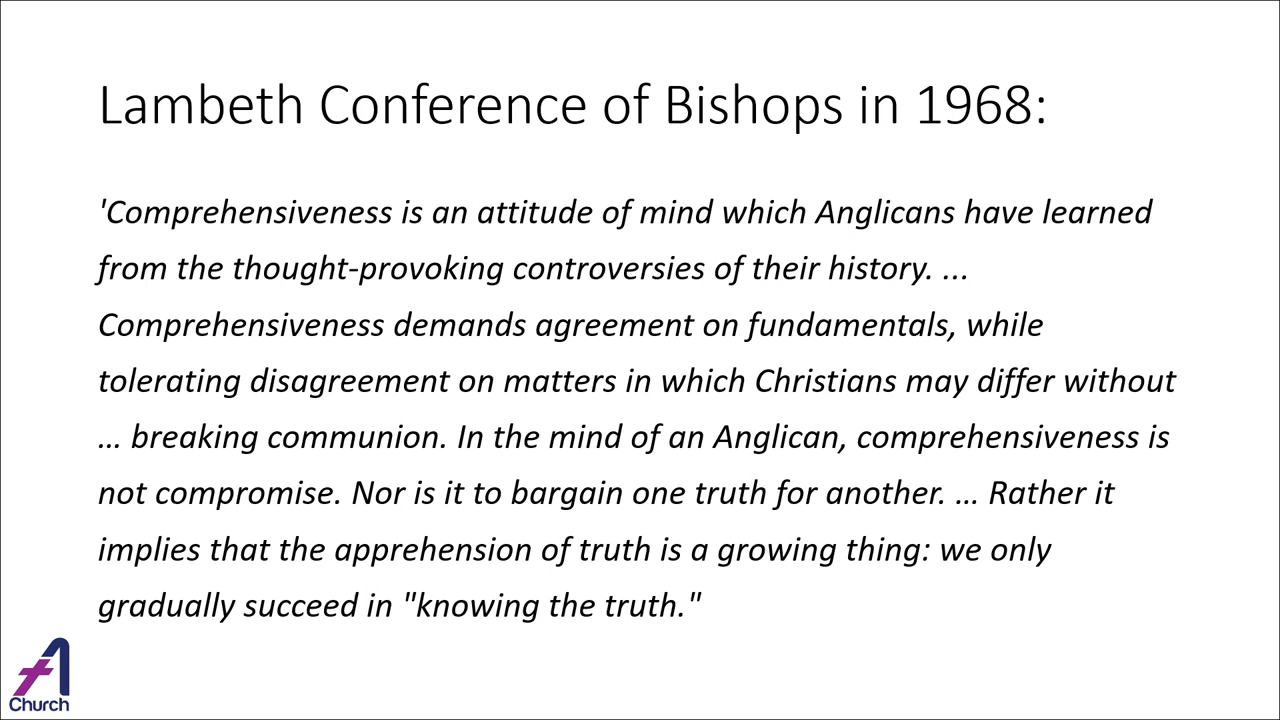 Lambeth Conference of Bishops in 1968:
'Comprehensiveness is an attitude of mind which Anglicans have learned
from the thought-provoking controversies of their history. ...
Comprehensiveness demands agreement on fundamentals, while
tolerating disagreement on matters in which Christians may differ without
... breaking communion. In the mind of an Anglican, comprehensiveness is
not compromise. Nor is it to bargain one truth for another. ... Rather it
implies that the apprehension of truth is a growing thing: we only
gradually succeed in "knowing the truth."
Church